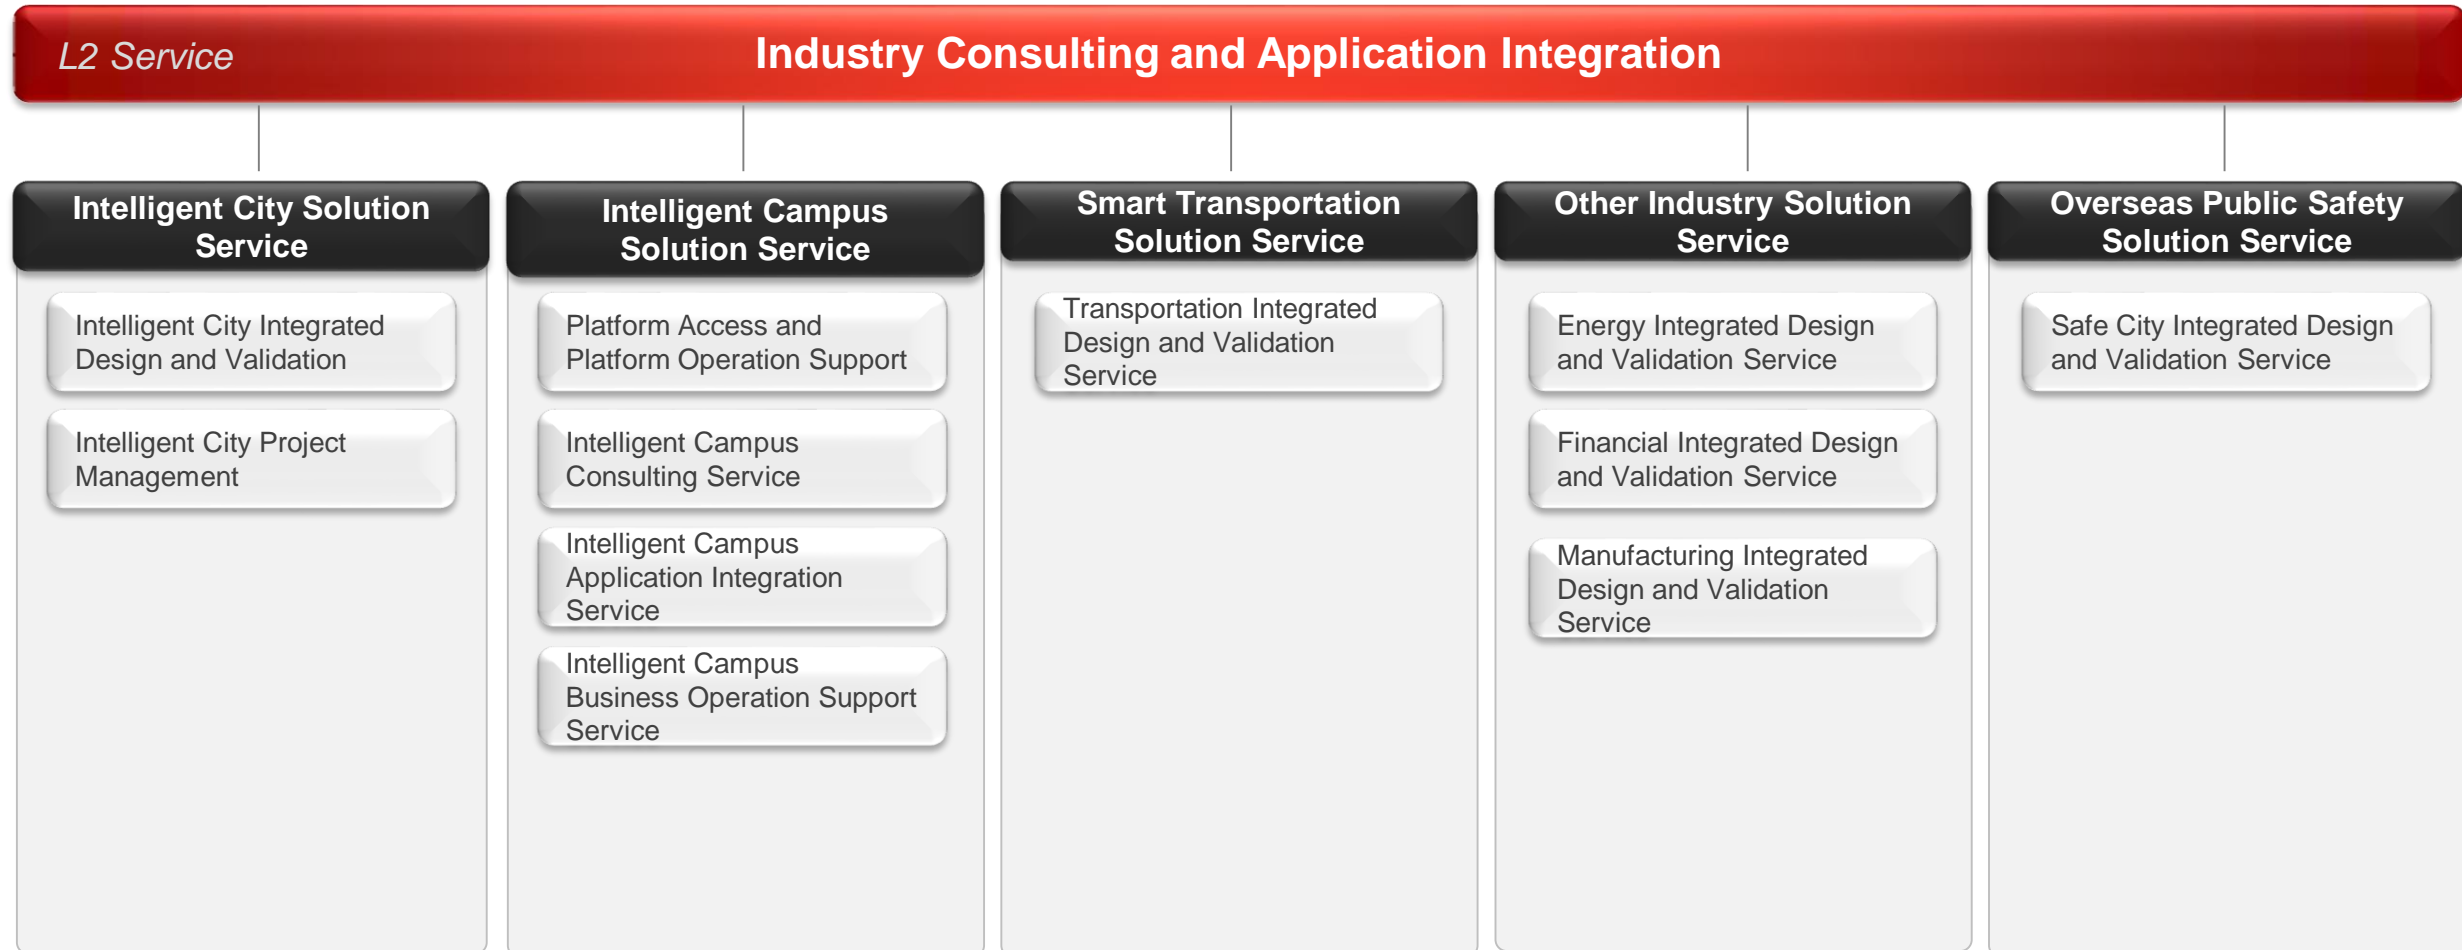 L2 Service
Industry Consulting and Application Integration
Intelligent City Solution
Service
Intelligent City Integrated
Design and Validation
Intelligent City Project
Management
Intelligent Campus
Solution Service
Platform Access and
Platform Operation Support
Intelligent Campus
Consulting Service
Intelligent Campus
Application Integration
Service
Intelligent Campus
Business Operation Support
Service
Smart Transportation
Solution Service
Transportation Integrated
Design and Validation
Service
Other Industry Solution
Service
Energy Integrated Design
and Validation Service
Financial Integrated Design
and Validation Service
Manufacturing Integrated
Design and Validation
Service
Overseas Public Safety
Solution Service
Safe City Integrated Design
and Validation Service